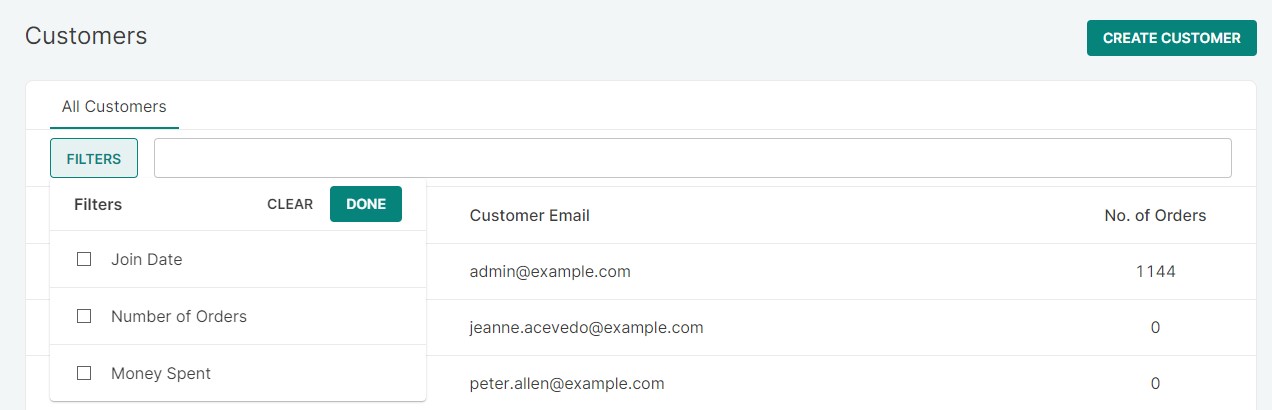 Customers
CREATE CUSTOMER
All Customers
FILTERS
Filters CLEAR DONE
Join Date
Number of Orders
Money Spent
Customer Email No. of Orders
admin@example.com 1144
jeanne.acevedo@example.com 0
peter.allen@example.com 0